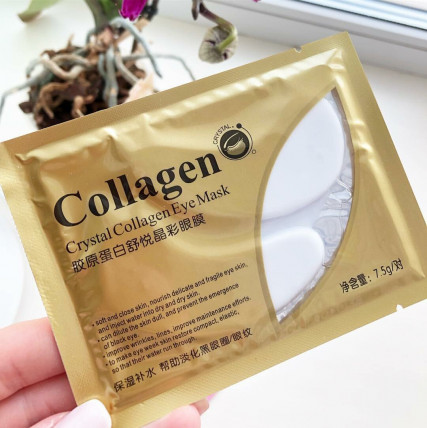 CRYSTAL
Collagen
Crystal Collagen Eye Mask
胶原蛋白舒悦晶彩眼膜
• soft and close skin, nourish delicate and fragile eye skin,
and inject water into dry and dry skin.
• can dilute the skin dull, and prevent the emergence
of black eye.
• improve wrinkles, lines, improve maintenance efforts.
• to make eye week skin restore compact, elastic,
so that their water run through.
保湿补水 帮助淡化黑眼圈/眼纹
净含量: 7.5g/对